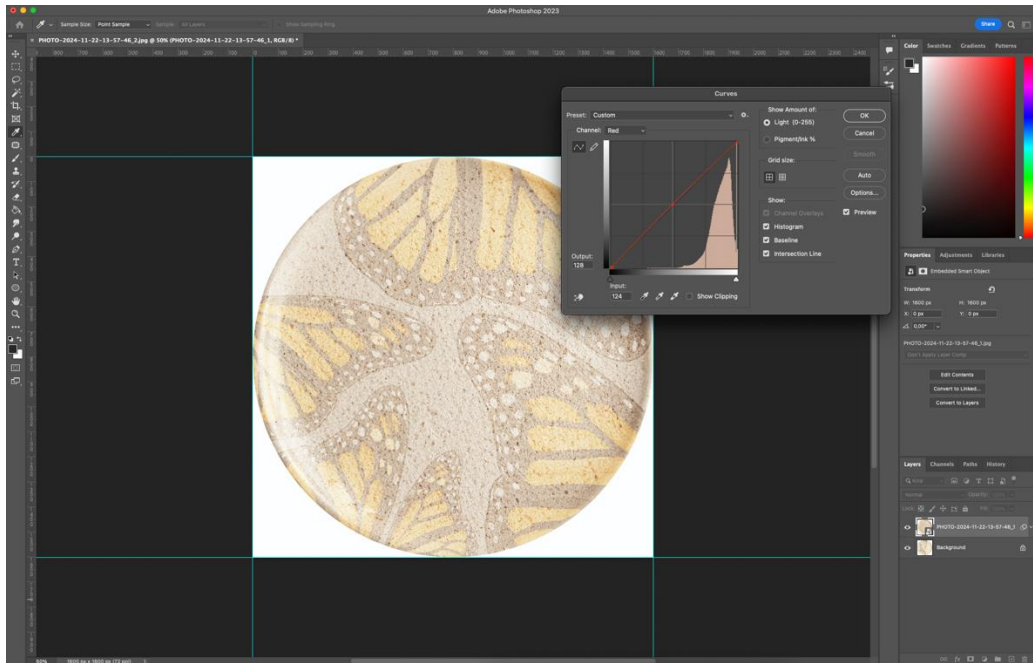 Adobe Photoshop 2023
Sample Size: Point Sample Sample: All Layers Show Sampling Ring
Share
PHOTO-2024-11-22-13-57-46_2.jpg @ 50% (PHOTO-2024-11-22-13-57-46_1, RGB/8) *
Curves
Preset: Custom
Channel: Red
Output:
128
Input:
124
Show Clipping
Show Amount of:
Light (0-255)
Pigment/Ink %
Grid size:
Show:
Channel Overlays
Histogram
Baseline
Intersection Line
OK
Cancel
Smooth
Auto
Options...
Preview
Color Swatches Gradients Patterns
Properties Adjustments Libraries
Embedded Smart Object
Transform
W: 1600 px H: 1600 px
X: 0 px Y: 0 px
0,00°
PHOTO-2024-11-22-13-57-46_1.jpg
Don't Apply Layer Comp
Edit Contents
Convert to Linked...
Convert to Layers
Layers Channels Paths History
Normal Opacity:
Lock: Fill:
PHOTO-2024-11-22-13-57-46_1
Background
50% 1600 px x 1600 px (72 ppi)